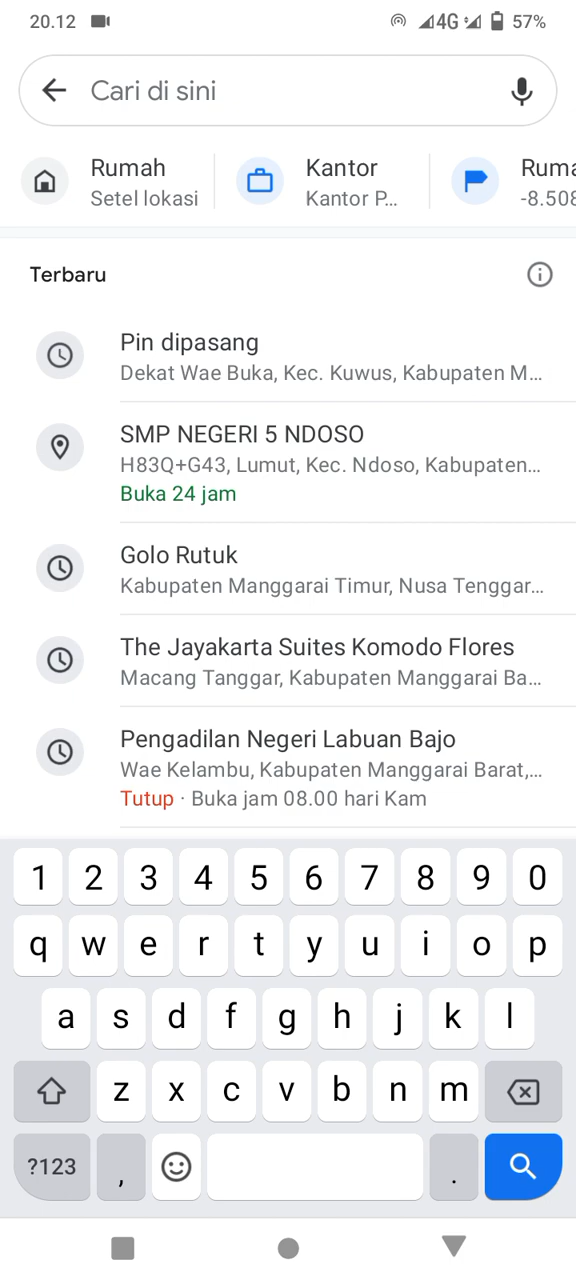 20.12 4G 57%
Cari di sini
Rumah Kantor Ruma
Setel lokasi Kantor P... -8.508
Terbaru
Pin dipasang
Dekat Wae Buka, Kec. Kuwus, Kabupaten M...
SMP NEGERI 5 NDOSO
H83Q+G43, Lumut, Kec. Ndoso, Kabupaten...
Buka 24 jam
Golo Rutuk
Kabupaten Manggarai Timur, Nusa Tenggar...
The Jayakarta Suites Komodo Flores
Macang Tanggar, Kabupaten Manggarai Ba...
Pengadilan Negeri Labuan Bajo
Wae Kelambu, Kabupaten Manggarai Barat,...
Tutup · Buka jam 08.00 hari Kam
1 2 3 4 5 6 7 8 9 0
q w e r t y u i o p
a s d f g h j k l
z x c v b n m
?123 , .